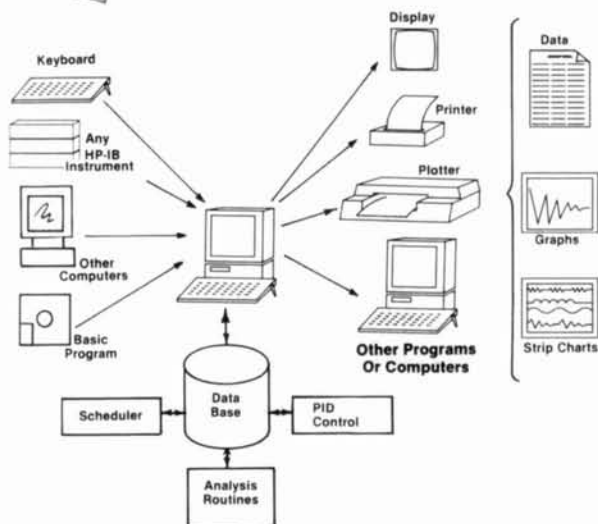 Display
Data
Keyboard
Printer
Any
HP-IB
Instrument
Plotter
Graphs
Other
Computers
Basic
Program
Other Programs
Or Computers
Strip Charts
Data
Base
Scheduler
PID
Control
Analysis
Routines